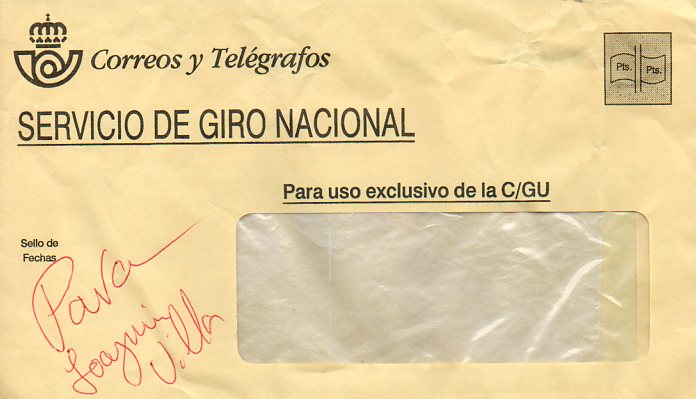 Correos y Telégrafos
Pts. Pts.
SERVICIO DE GIRO NACIONAL
Para uso exclusivo de la C/GU
Sello de
Fechas
Para
Joaquin
Villa